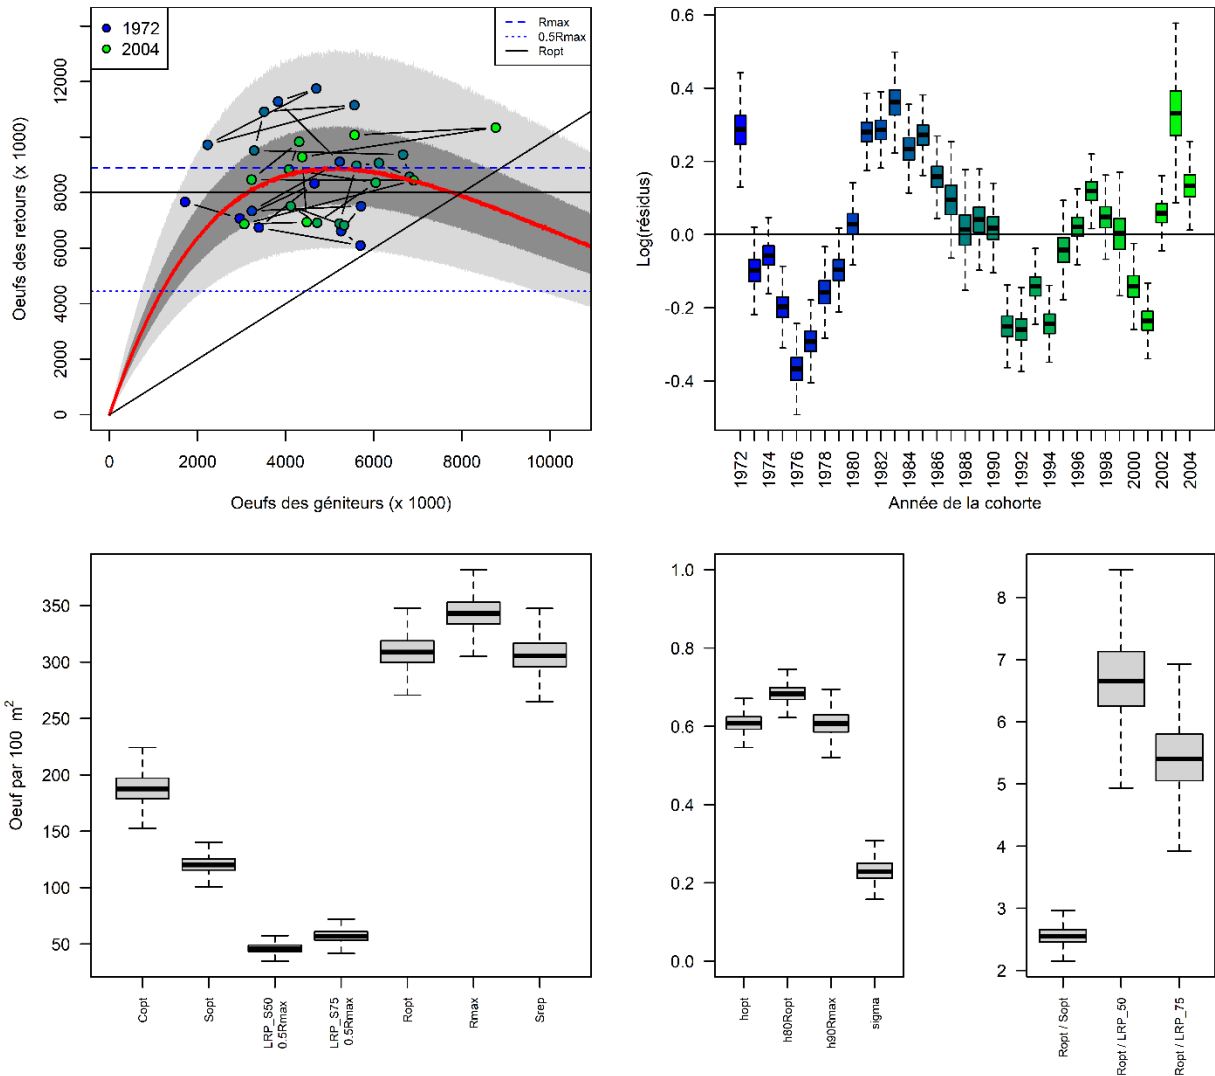 1972
2004
Rmax
0.5Rmax
Ropt
Oeufs des retours (x 1000)
12000
10000
8000
6000
4000
2000
0
0 2000 4000 6000 8000 10000
Oeufs des géniteurs (x 1000)
Log(résidus)
0.6
0.4
0.2
0.0
-0.2
-0.4
1972 1974 1976 1978 1980 1982 1984 1986 1988 1990 1992 1994 1996 1998 2000 2002 2004
Année de la cohorte
Oeuf par 100 m²
350
300
250
200
150
100
50
Copt
Sopt
LRP_S50
0.5Rmax
LRP_S75
0.5Rmax
Ropt
Rmax
Srep
1.0
0.8
0.6
0.4
0.2
0.0
hopt
h80Ropt
h90Rmax
sigma
8
7
6
5
4
3
2
Ropt / Sopt
Ropt / LRP_50
Ropt / LRP_75